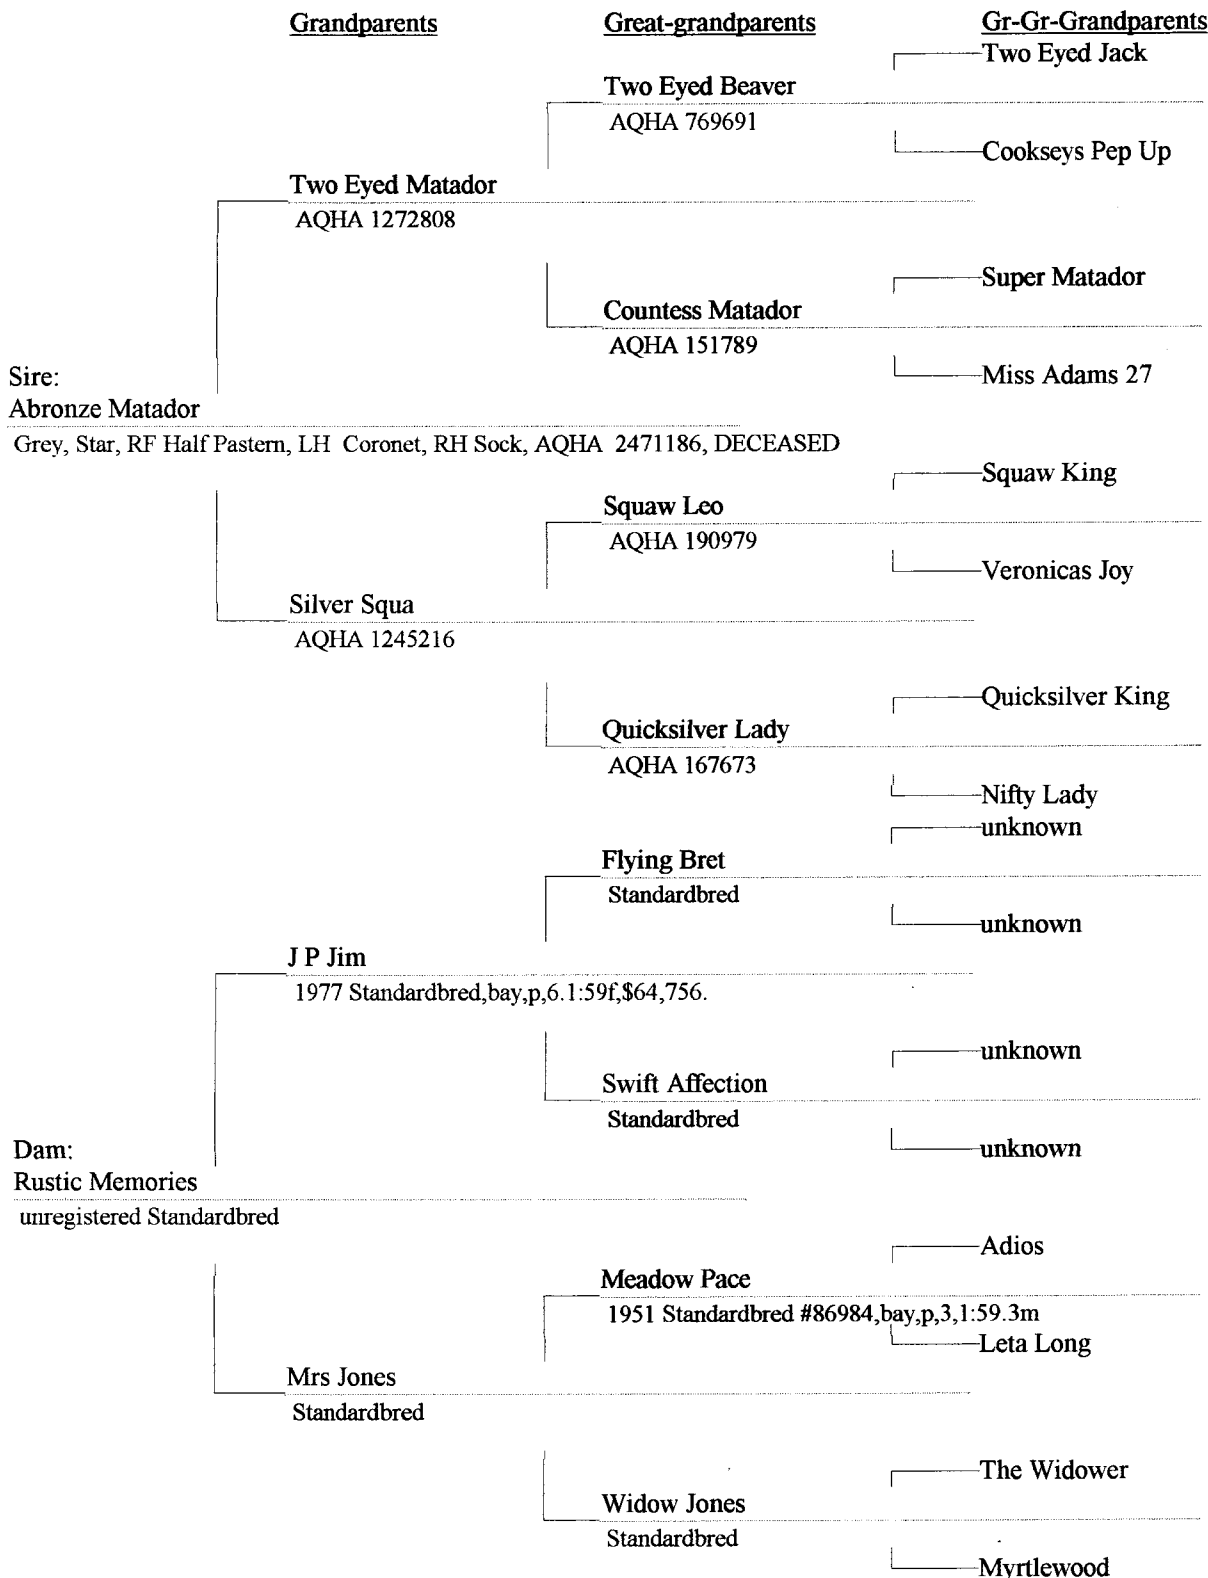 Grandparents Great-grandparents Gr-Gr-Grandparents
Two Eyed Jack
Two Eyed Beaver
AQHA 769691
Cookseys Pep Up
Two Eyed Matador
AQHA 1272808
Super Matador
Countess Matador
AQHA 151789
Miss Adams 27
Sire:
Abronze Matador
Grey, Star, RF Half Pastern, LH Coronet, RH Sock, AQHA 2471186, DECEASED
Squaw King
Squaw Leo
AQHA 190979
Veronicas Joy
Silver Squa
AQHA 1245216
Quicksilver King
Quicksilver Lady
AQHA 167673
Nifty Lady
unknown
Flying Bret
Standardbred
unknown
J P Jim
1977 Standardbred,bay,p,6.1:59f,$64,756.
unknown
Swift Affection
Standardbred
unknown
Dam:
Rustic Memories
unregistered Standardbred
Adios
Meadow Pace
1951 Standardbred #86984,bay,p,3,1:59.3m
Leta Long
Mrs Jones
Standardbred
The Widower
Widow Jones
Standardbred
Myrtlewood